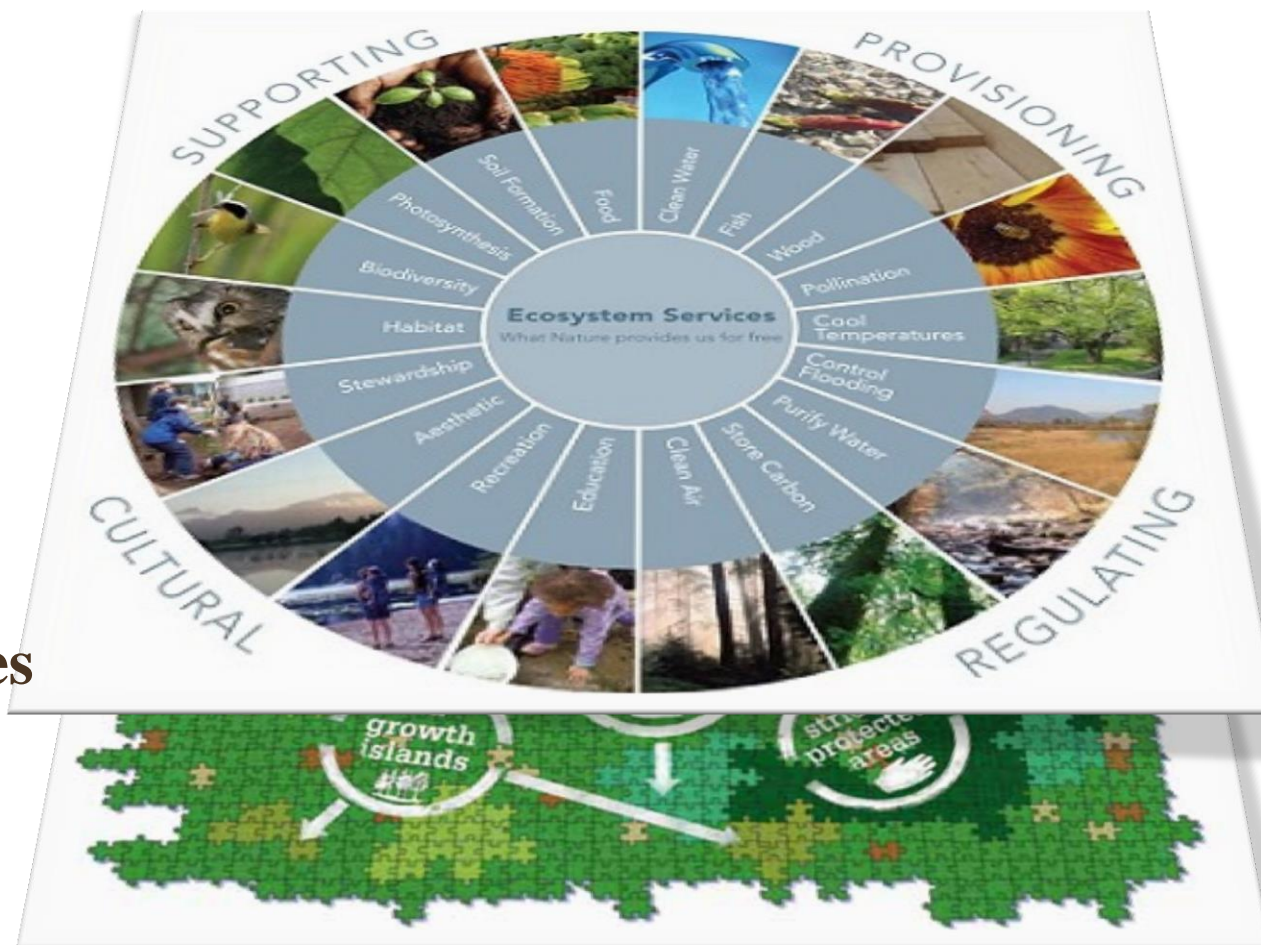 SUPPORTING
PROVISIONING
CULTURAL
REGULATING
Food
Clean Water
Fish
Wood
Pollination
Cool
Temperatures
Control
Flooding
Purify Water
Store Carbon
Clean Air
Education
Recreation
Aesthetic
Stewardship
Habitat
Biodiversity
Photosynthesis
Soil Formation
Ecosystem Services
What Nature provides us for free
es
growth
islands
areas